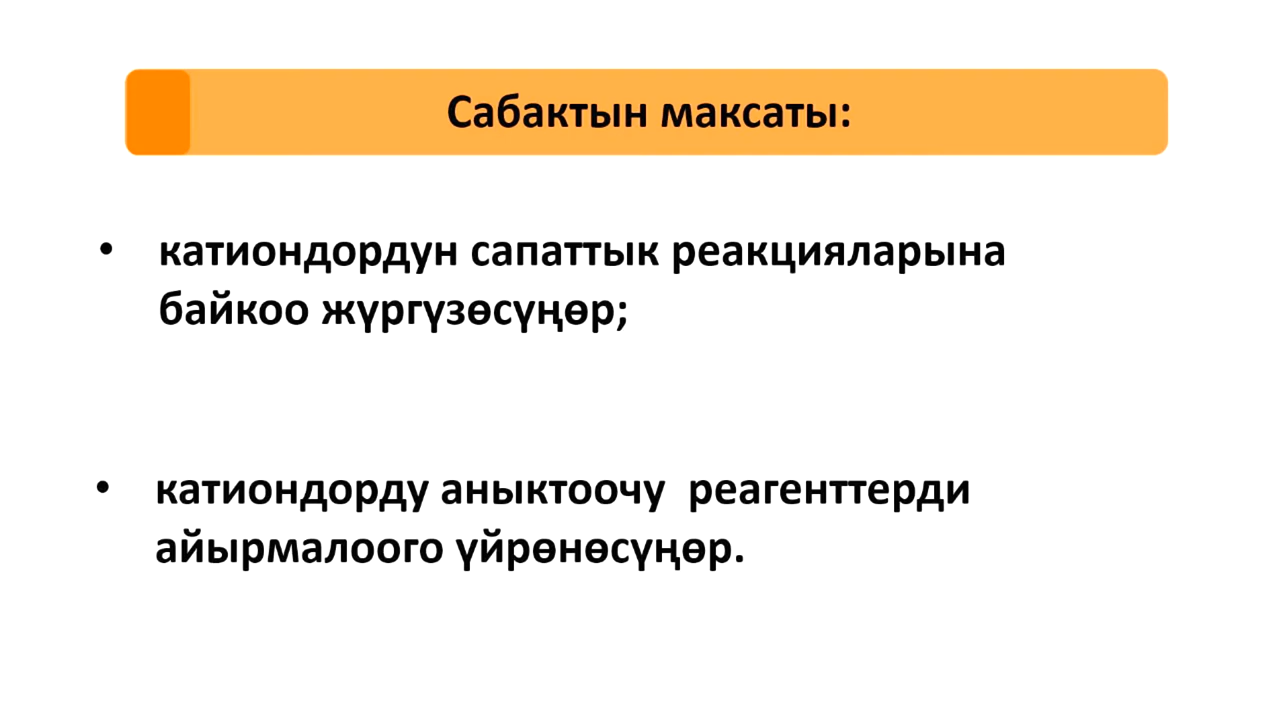 Сабактын максаты:
• катиондордун сапаттык реакцияларына
байкоо жүргүзөсүңөр;
• катиондорду аныктоочу  реагенттерди
айырмалоого үйрөнөсүңөр.